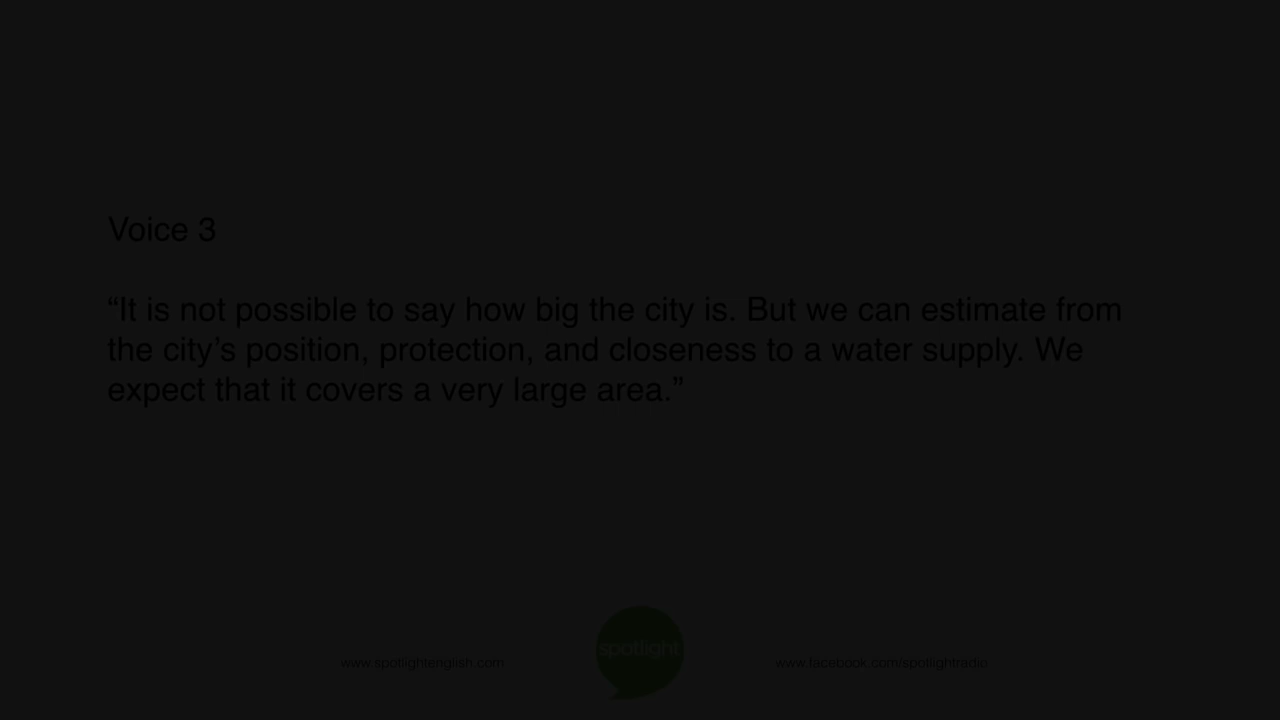 Voice 3
“It is not possible to say how big the city is. But we can estimate from
the city’s position, protection, and closeness to a water supply. We
expect that it covers a very large area.”
spotlight
www.spotlightenglish.com
www.facebook.com/spotlightradio